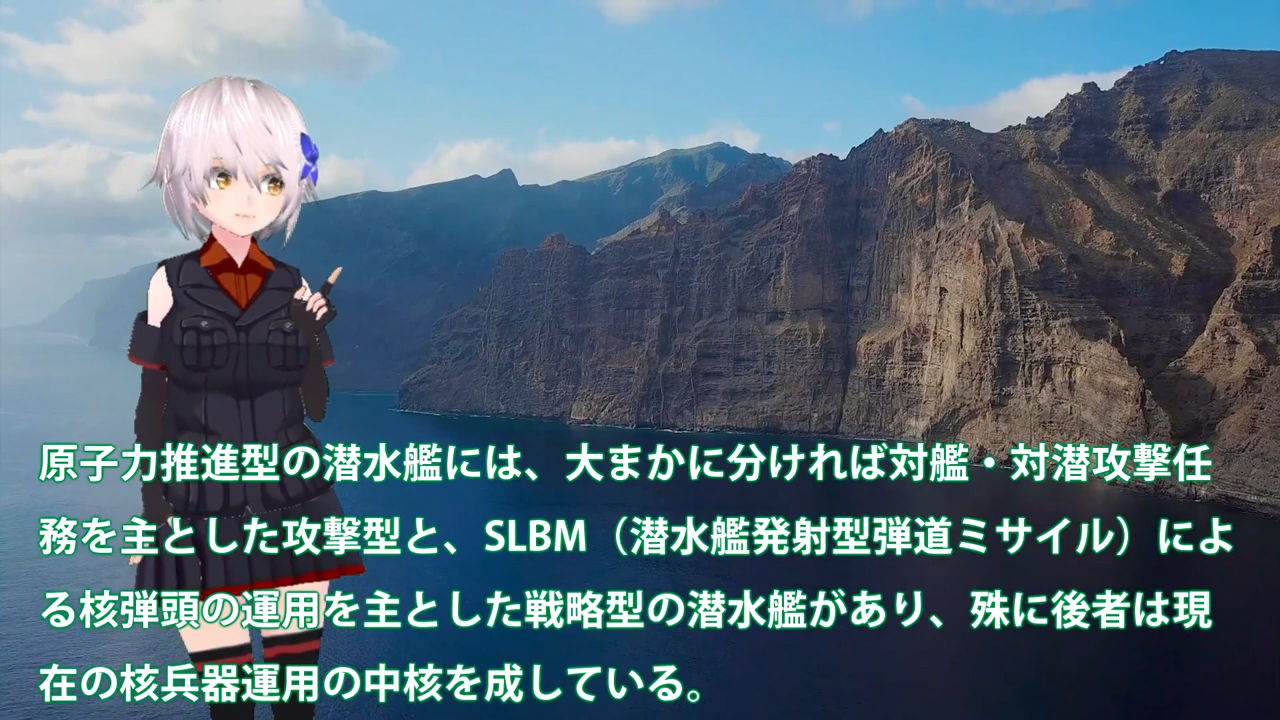 原子力推進型の潜水艦には、大まかに分ければ対艦・対潜攻撃任
務を主とした攻撃型と、SLBM（潜水艦発射型弾道ミサイル）によ
る核弾頭の運用を主とした戦略型の潜水艦があり、殊に後者は現
在の核兵器運用の中核を成している。